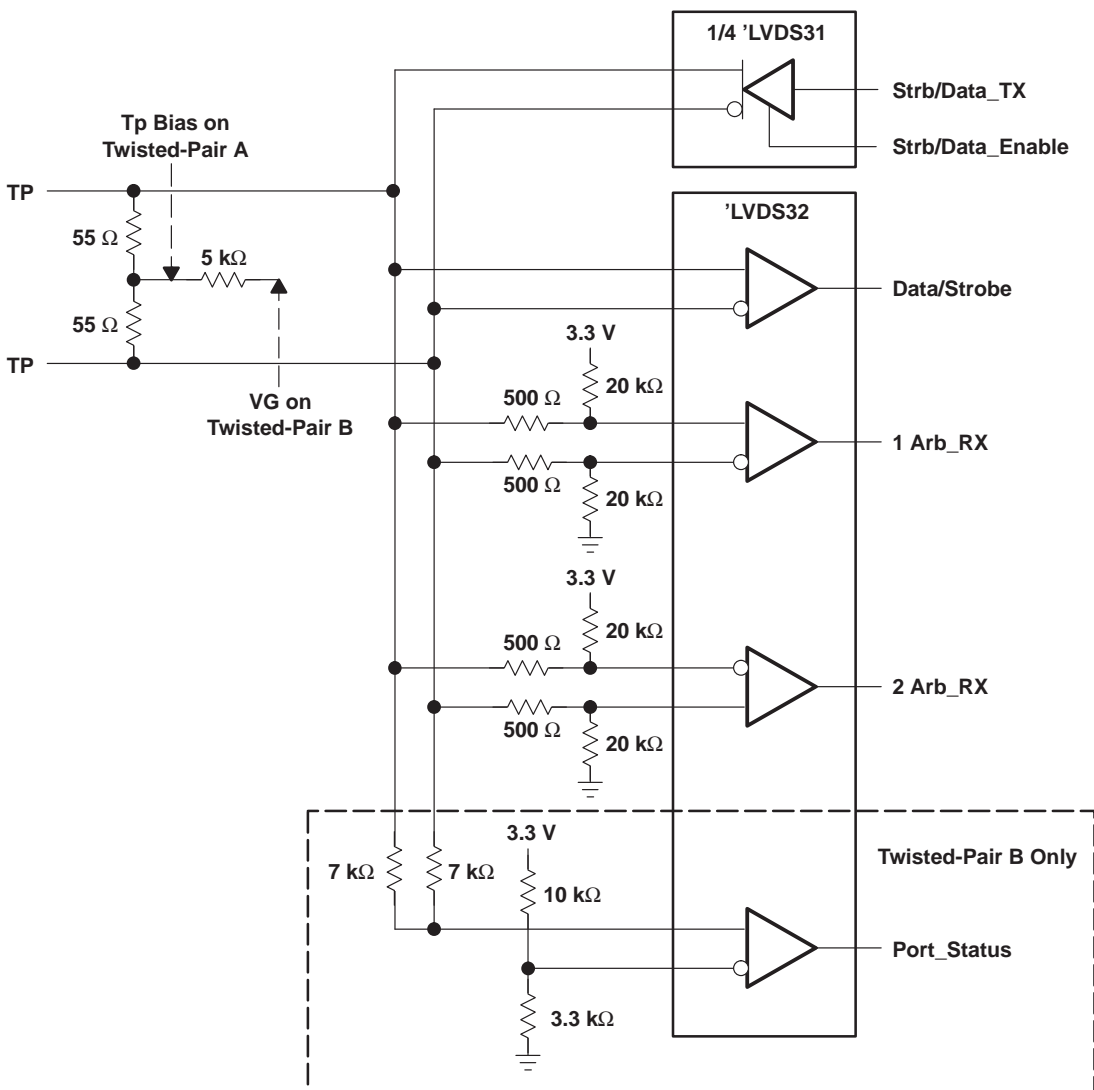 1/4 ’LVDS31
Strb/Data_TX
Strb/Data_Enable
Tp Bias on
Twisted-Pair A
TP
55 Ω
5 kΩ
55 Ω
TP
VG on
Twisted-Pair B
’LVDS32
Data/Strobe
3.3 V
20 kΩ
500 Ω
1 Arb_RX
500 Ω
20 kΩ
3.3 V
20 kΩ
500 Ω
2 Arb_RX
500 Ω
20 kΩ
3.3 V
Twisted-Pair B Only
7 kΩ
7 kΩ
10 kΩ
Port_Status
3.3 kΩ